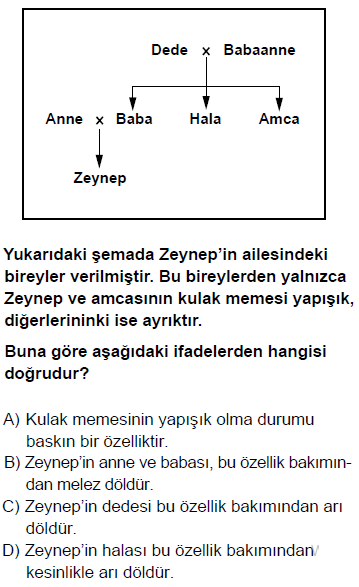 Dede x Babaanne
Anne x Baba Hala Amca
Zeynep
Yukarıdaki şemada Zeynep'in ailesindeki
bireyler verilmiştir. Bu bireylerden yalnızca
Zeynep ve amcasının kulak memesi yapışık,
diğerlerininki ise ayrıktır.
Buna göre aşağıdaki ifadelerden hangisi
doğrudur?
A) Kulak memesinin yapışık olma durumu
baskın bir özelliktir.
B) Zeynep'in anne ve babası, bu özellik bakımın-
dan melez döldür.
C) Zeynep'in dedesi bu özellik bakımından arı
döldür.
D) Zeynep'in halası bu özellik bakımından
kesinlikle arı döldür.